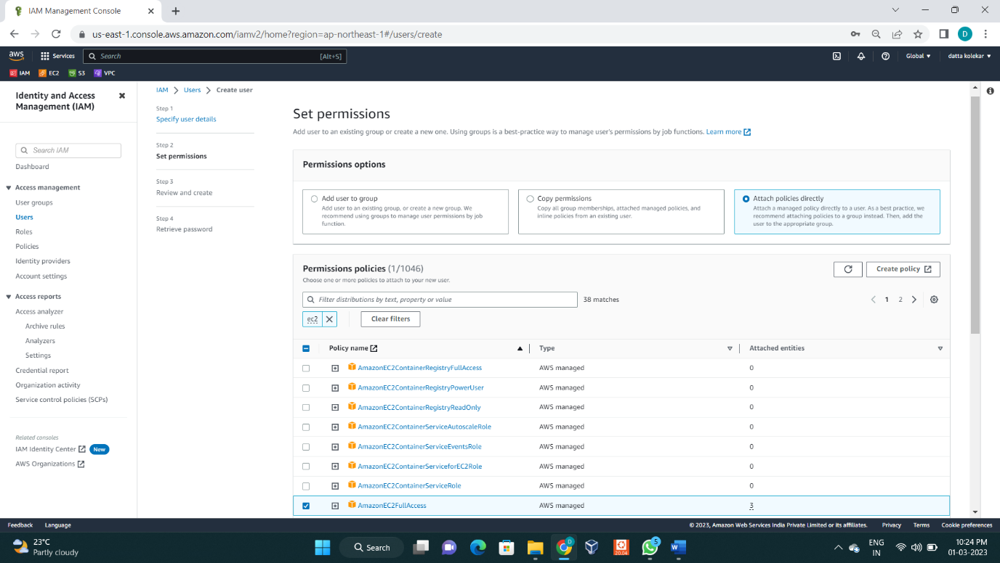 IAM Management Console
us-east-1.console.aws.amazon.com/iamv2/home?region=ap-northeast-1#/users/create
D
aws
Services
Search
[Alt+S]
Global
datta kolekar
IAM
EC2
S3
VPC
Identity and Access
Management (IAM)
Search IAM
Dashboard
Access management
User groups
Users
Roles
Policies
Identity providers
Account settings
Access reports
Access analyzer
Archive rules
Analyzers
Settings
Credential report
Organization activity
Service control policies (SCPs)
Related consoles
IAM Identity Center New
AWS Organizations
IAM > Users > Create user
Step 1
Specify user details
Step 2
Set permissions
Step 3
Review and create
Step 4
Retrieve password
Set permissions
Add user to an existing group or create a new one. Using groups is a best-practice way to manage user's permissions by job functions. Learn more
Permissions options
Add user to group
Add user to an existing group, or create a new group. We
recommend using groups to manage user permissions by job
function.
Copy permissions
Copy all group memberships, attached managed policies, and
inline policies from an existing user.
Attach policies directly
Attach a managed policy directly to a user. As a best practice, we
recommend attaching policies to a group instead. Then, add the
user to the appropriate group.
Permissions policies (1/1046)
Choose one or more policies to attach to your new user.
Create policy
Filter distributions by text, property or value
38 matches
1 2
ec2
Clear filters
Policy name Type Attached entities
AmazonEC2ContainerRegistryFullAccess AWS managed 0
AmazonEC2ContainerRegistryPowerUser AWS managed 0
AmazonEC2ContainerRegistryReadOnly AWS managed 0
AmazonEC2ContainerServiceAutoscaleRole AWS managed 0
AmazonEC2ContainerServiceEventsRole AWS managed 0
AmazonEC2ContainerServiceforEC2Role AWS managed 0
AmazonEC2ContainerServiceRole AWS managed 0
AmazonEC2FullAccess AWS managed 3
Feedback Language
© 2023, Amazon Web Services India Private Limited or its affiliates. Privacy Terms Cookie preferences
23°C
Partly cloudy
Search
D
20.04
5
W
ENG
IN
10:24 PM
01-03-2023